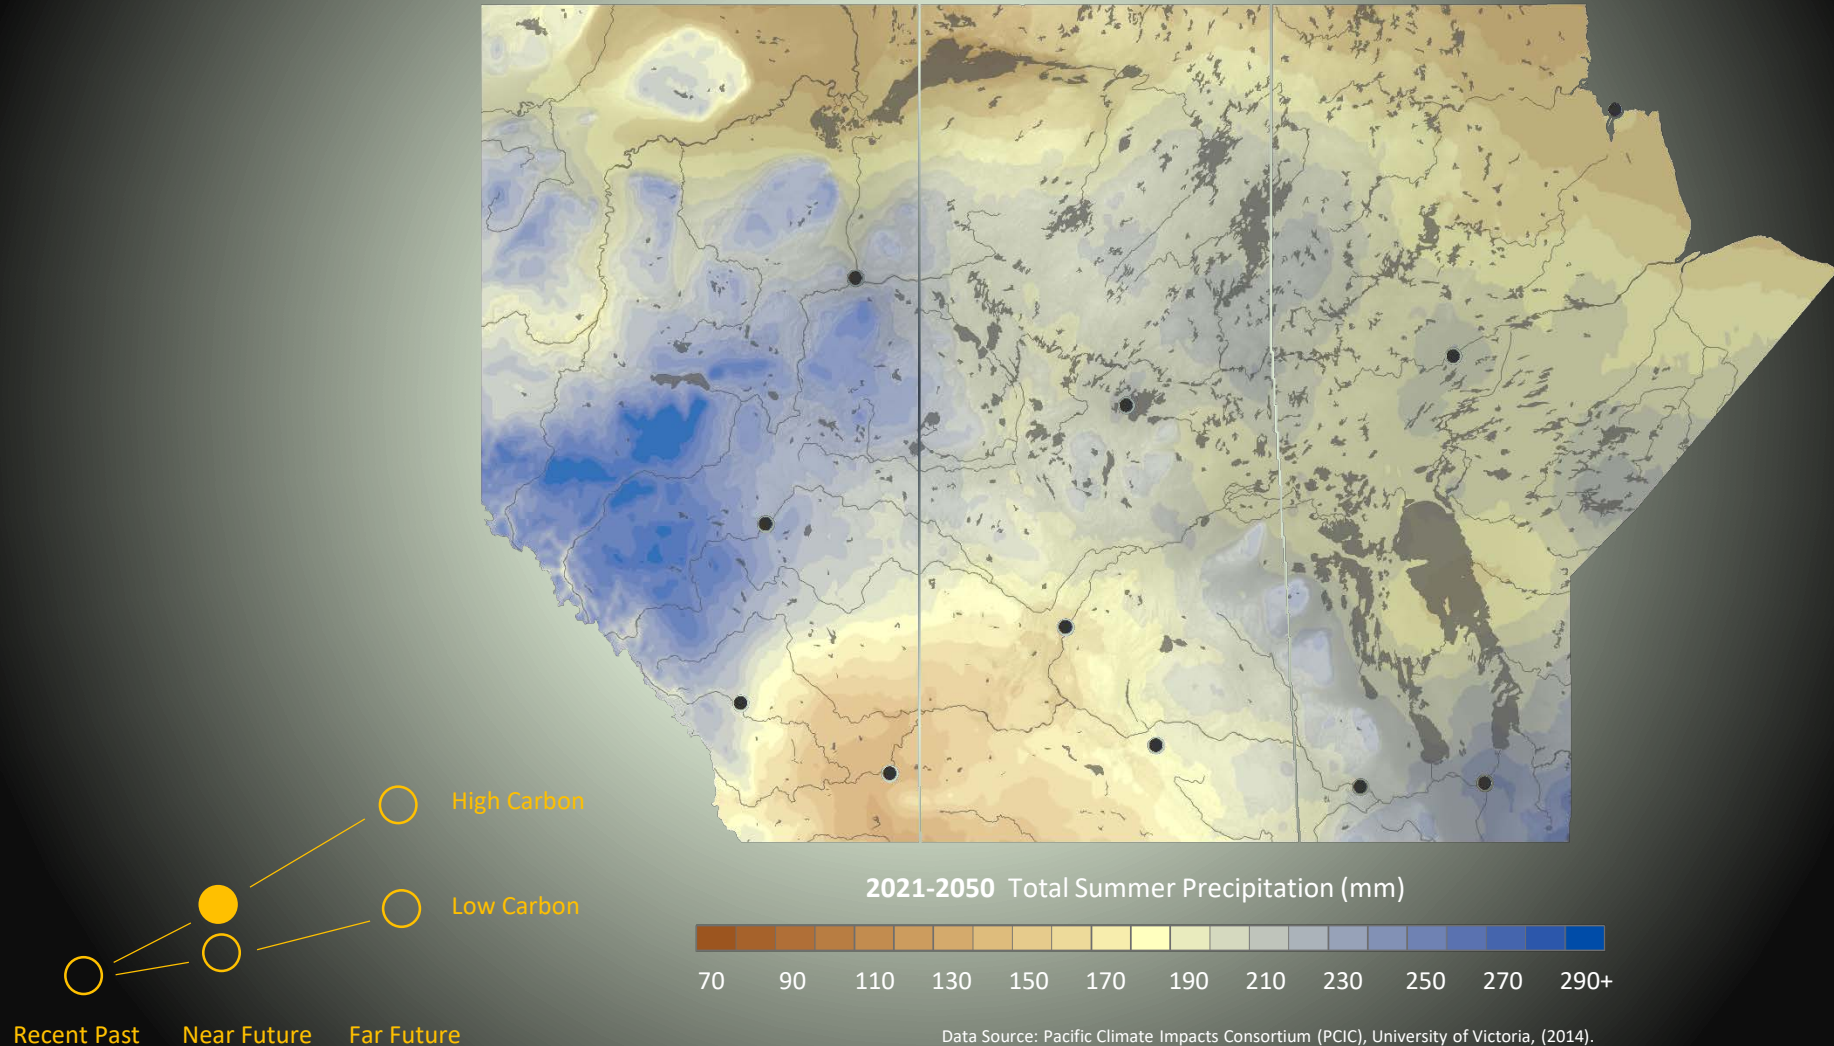 High Carbon
Low Carbon
Recent Past Near Future Far Future
2021-2050 Total Summer Precipitation (mm)
70 90 110 130 150 170 190 210 230 250 270 290+
Data Source: Pacific Climate Impacts Consortium (PCIC), University of Victoria, (2014).